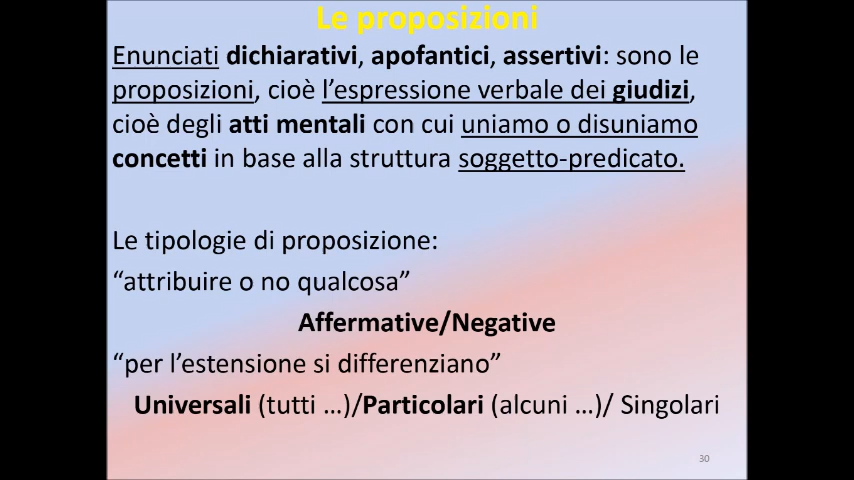 Le proposizioni
Enunciati dichiarativi, apofantici, assertivi: sono le
proposizioni, cioè l'espressione verbale dei giudizi,
cioè degli atti mentali con cui uniamo o disuniamo
concetti in base alla struttura soggetto-predicato.
Le tipologie di proposizione:
“attribuire o no qualcosa”
Affermative/Negative
“per l'estensione si differenziano”
Universali (tutti …)/Particolari (alcuni …)/ Singolari
30